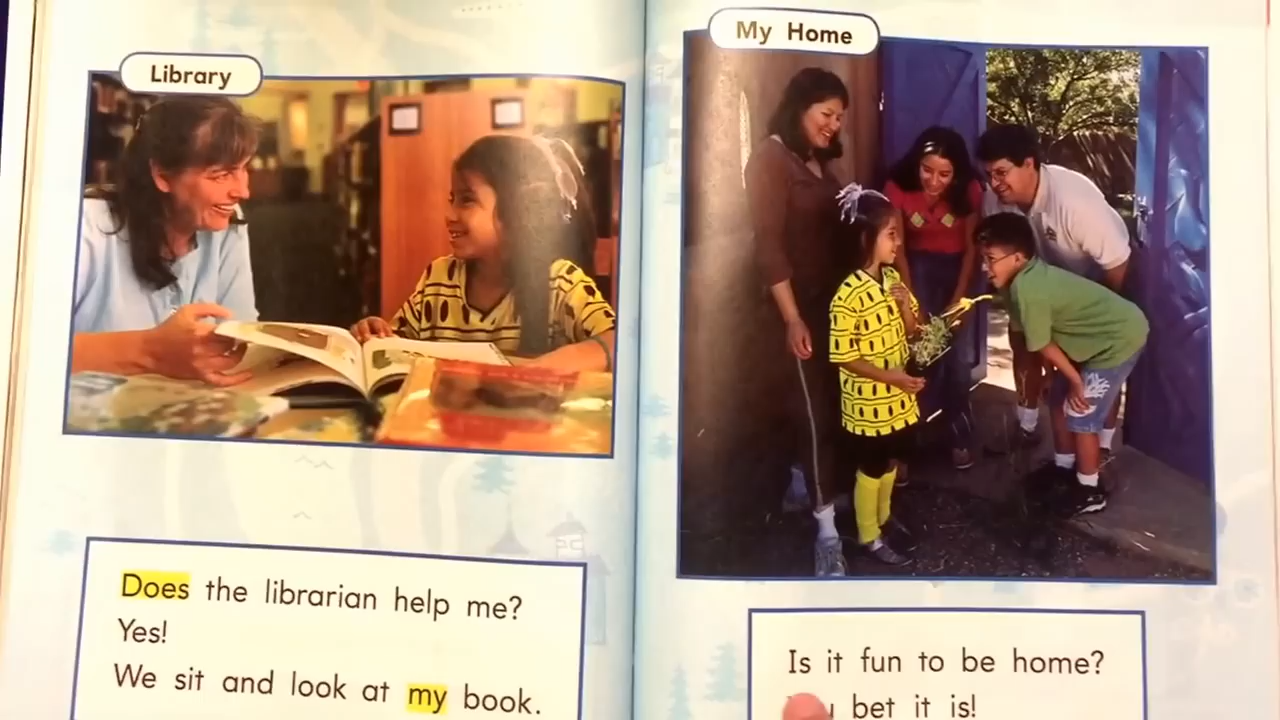 Library
Does the librarian help me?
Yes!
We sit and look at my book.
My Home
Is it fun to be home?
bet it is!